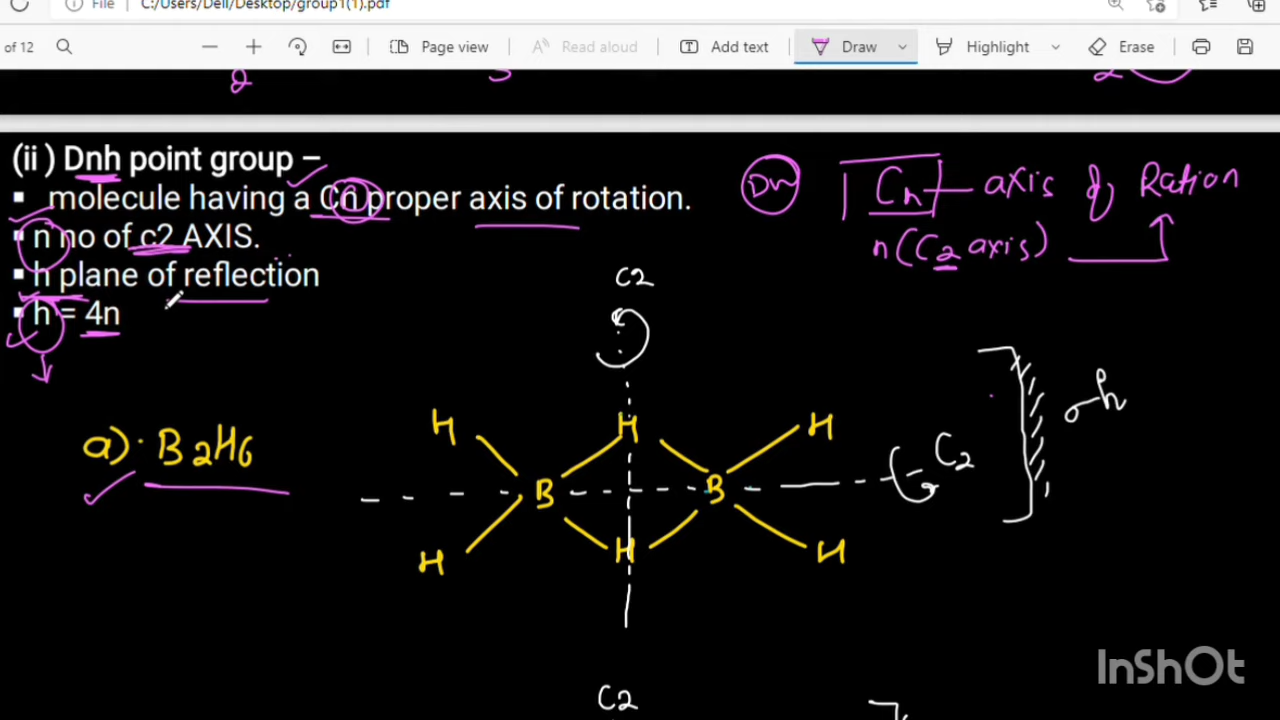 File C:/Users/Dell/Desktop/group1(1).pdf
of 12 Page view Read aloud Add text Draw Highlight Erase
2
(ii ) Dnh point group –
▪ molecule having a Cn proper axis of rotation.
▪ n no of c2 AXIS.
▪ h plane of reflection
▪ h = 4n
Dn Cn axis of Ration
n(C2 axis)
C2
a) · B2H6
H H H
B B C2
H H H
σh
C2
InShOt